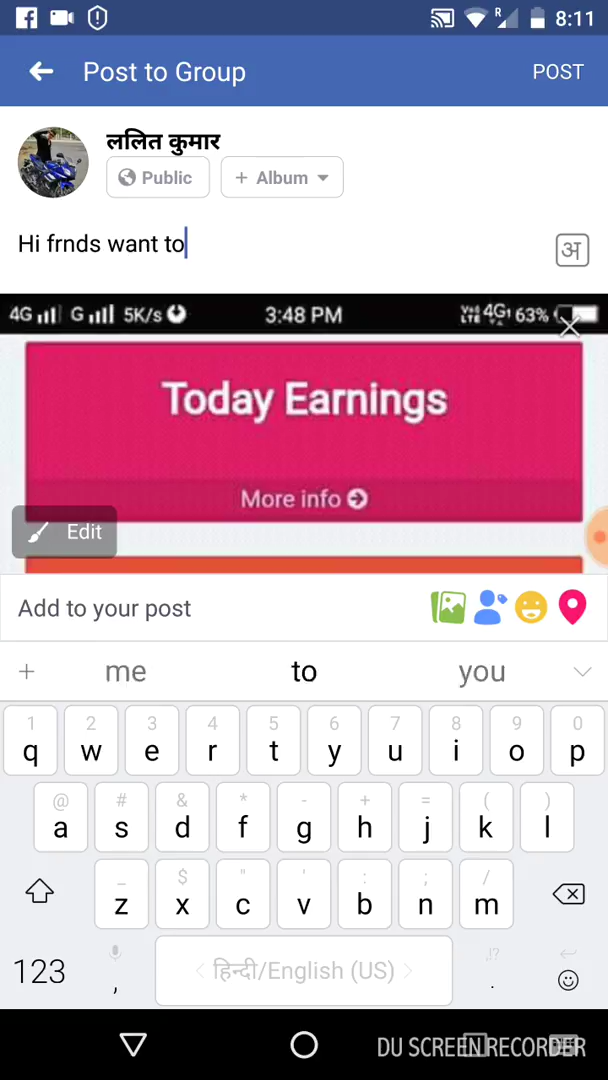 8:11
Post to Group
POST
ललित कुमार
Public
+ Album
Hi frnds want to
अ
4G G 5K/s 3:48 PM VoLTE 4G 63%
Today Earnings
More info
Edit
Add to your post
+ me to you
1 2 3 4 5 6 7 8 9 0
q w e r t y u i o p
@ # & * - + = ( )
a s d f g h j k l
_ $ " ' : ; /
z x c v b n m
123 , हिन्दी/English (US) .
,!?
DU SCREEN RECORDER